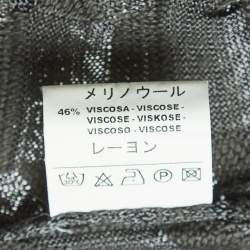 メリノウール
46% VISCOSA - VISCOSE -
VISCOSE - VISKOSE -
VISCOSO - VISCOSE
レーヨン
P